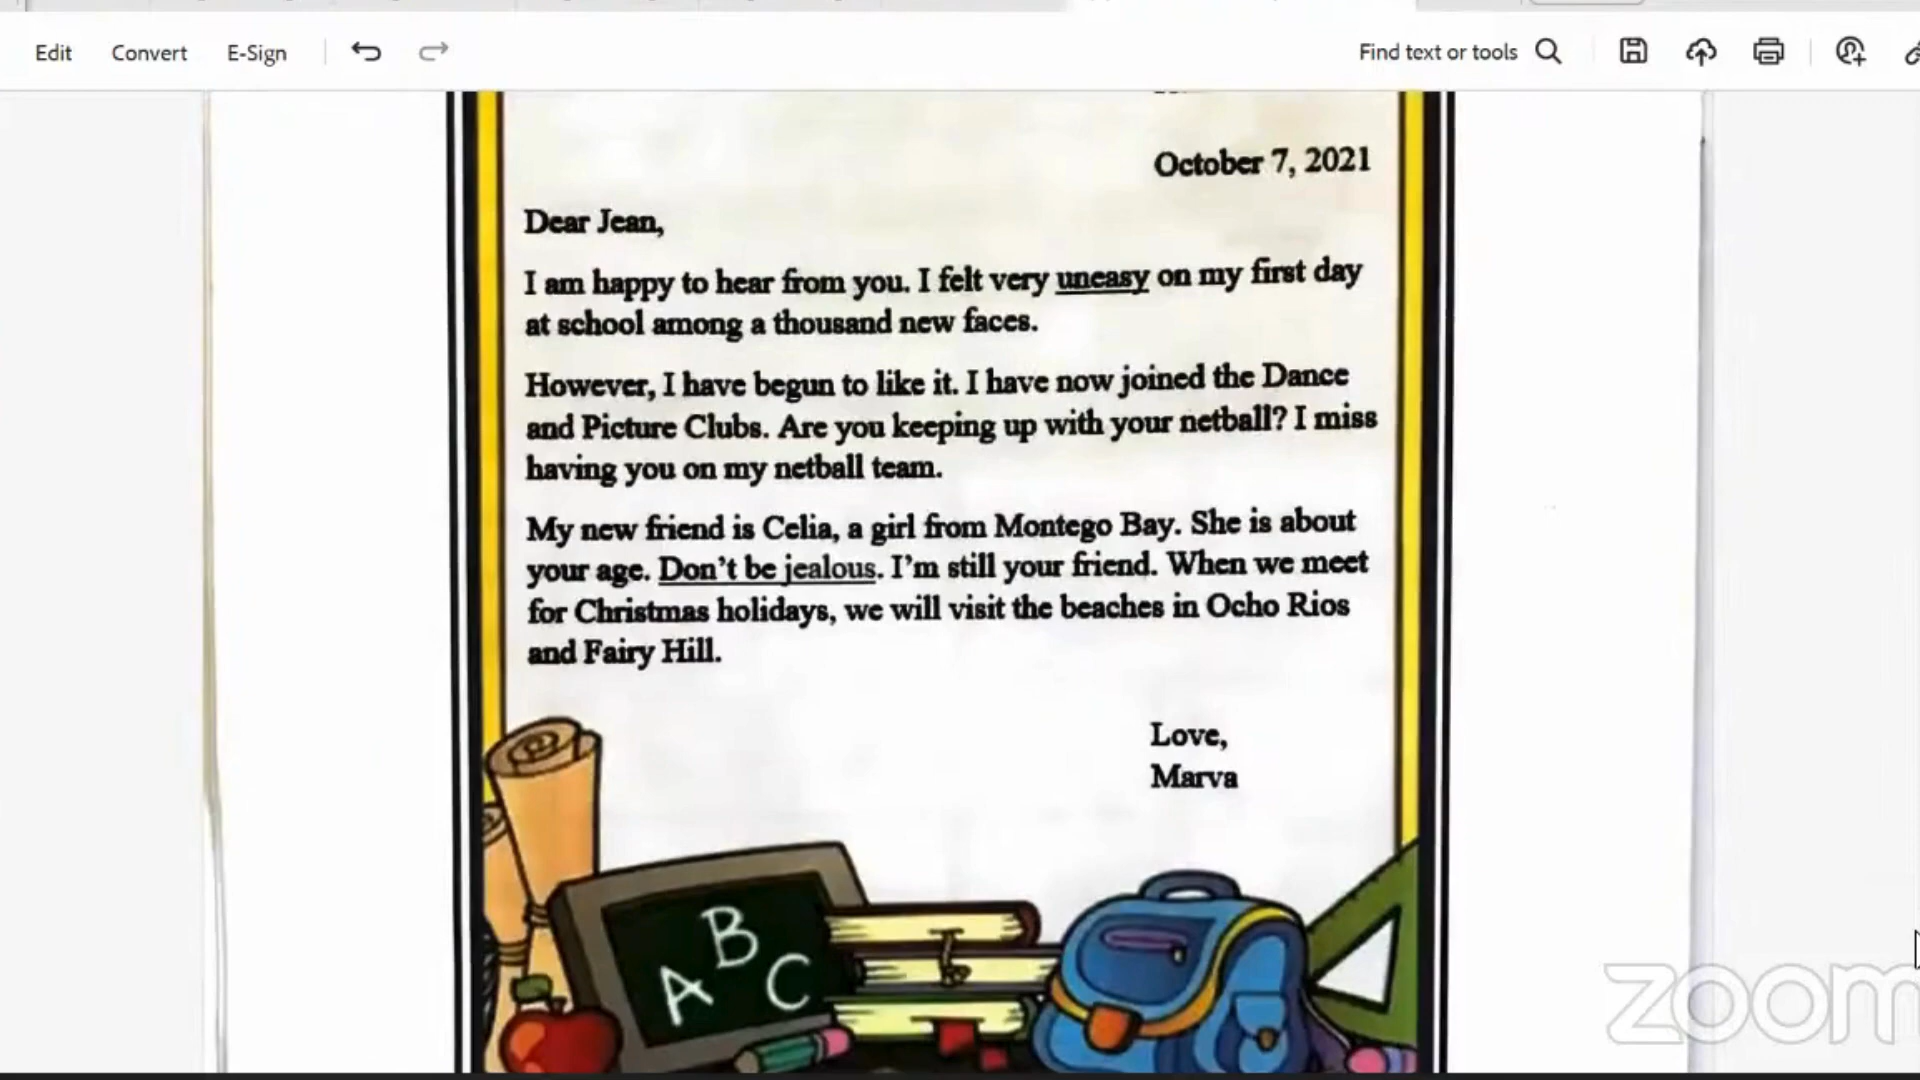 Edit Convert E-Sign Find text or tools
October 7, 2021
Dear Jean,
I am happy to hear from you. I felt very uneasy on my first day
at school among a thousand new faces.
However, I have begun to like it. I have now joined the Dance
and Picture Clubs. Are you keeping up with your netball? I miss
having you on my netball team.
My new friend is Celia, a girl from Montego Bay. She is about
your age. Don't be jealous. I'm still your friend. When we meet
for Christmas holidays, we will visit the beaches in Ocho Rios
and Fairy Hill.
Love,
Marva
A B C
zoom